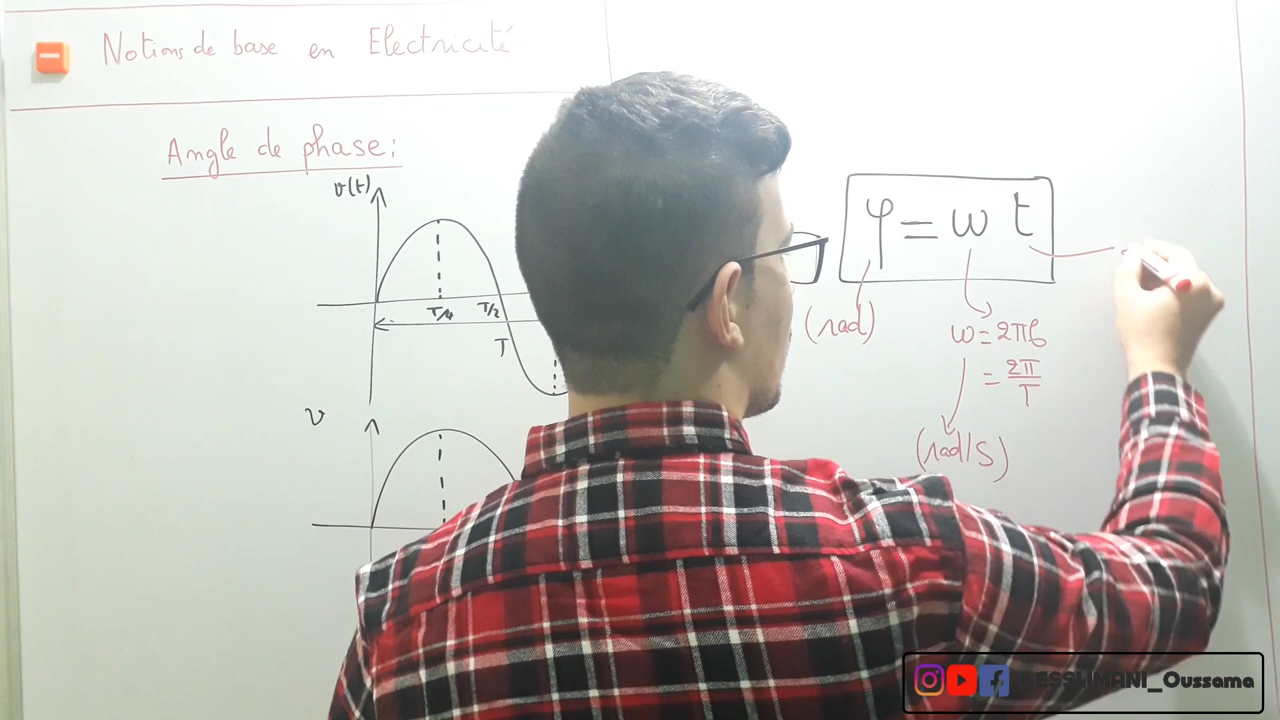 Notions de base en Electricité
Angle de phase:
v(t)
T/4
T/2
T
v
φ = w t
(rad)
w = 2πf
= 2π/T
(rad/S)
_Oussama